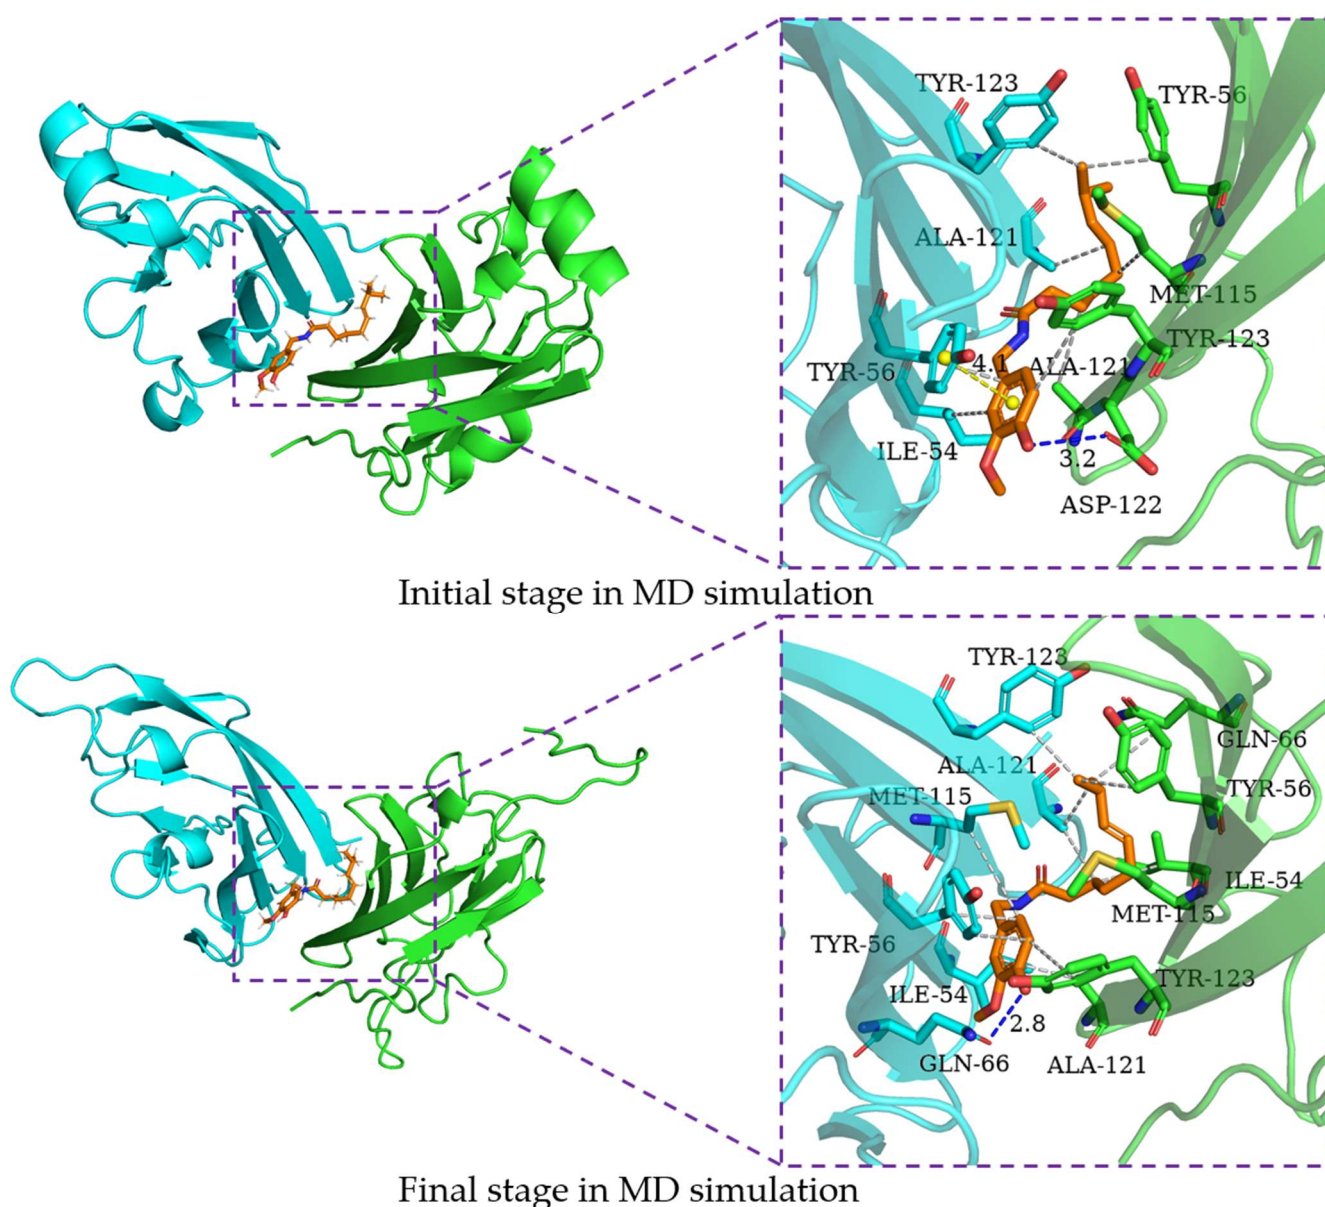 TYR-123
TYR-56
ALA-121
MET-115
TYR-123
TYR-56
4.1
ALA-121
ILE-54
3.2
ASP-122
Initial stage in MD simulation
TYR-123
GLN-66
ALA-121
MET-115
TYR-56
ILE-54
MET-115
TYR-56
TYR-123
ILE-54
2.8
GLN-66
ALA-121
Final stage in MD simulation